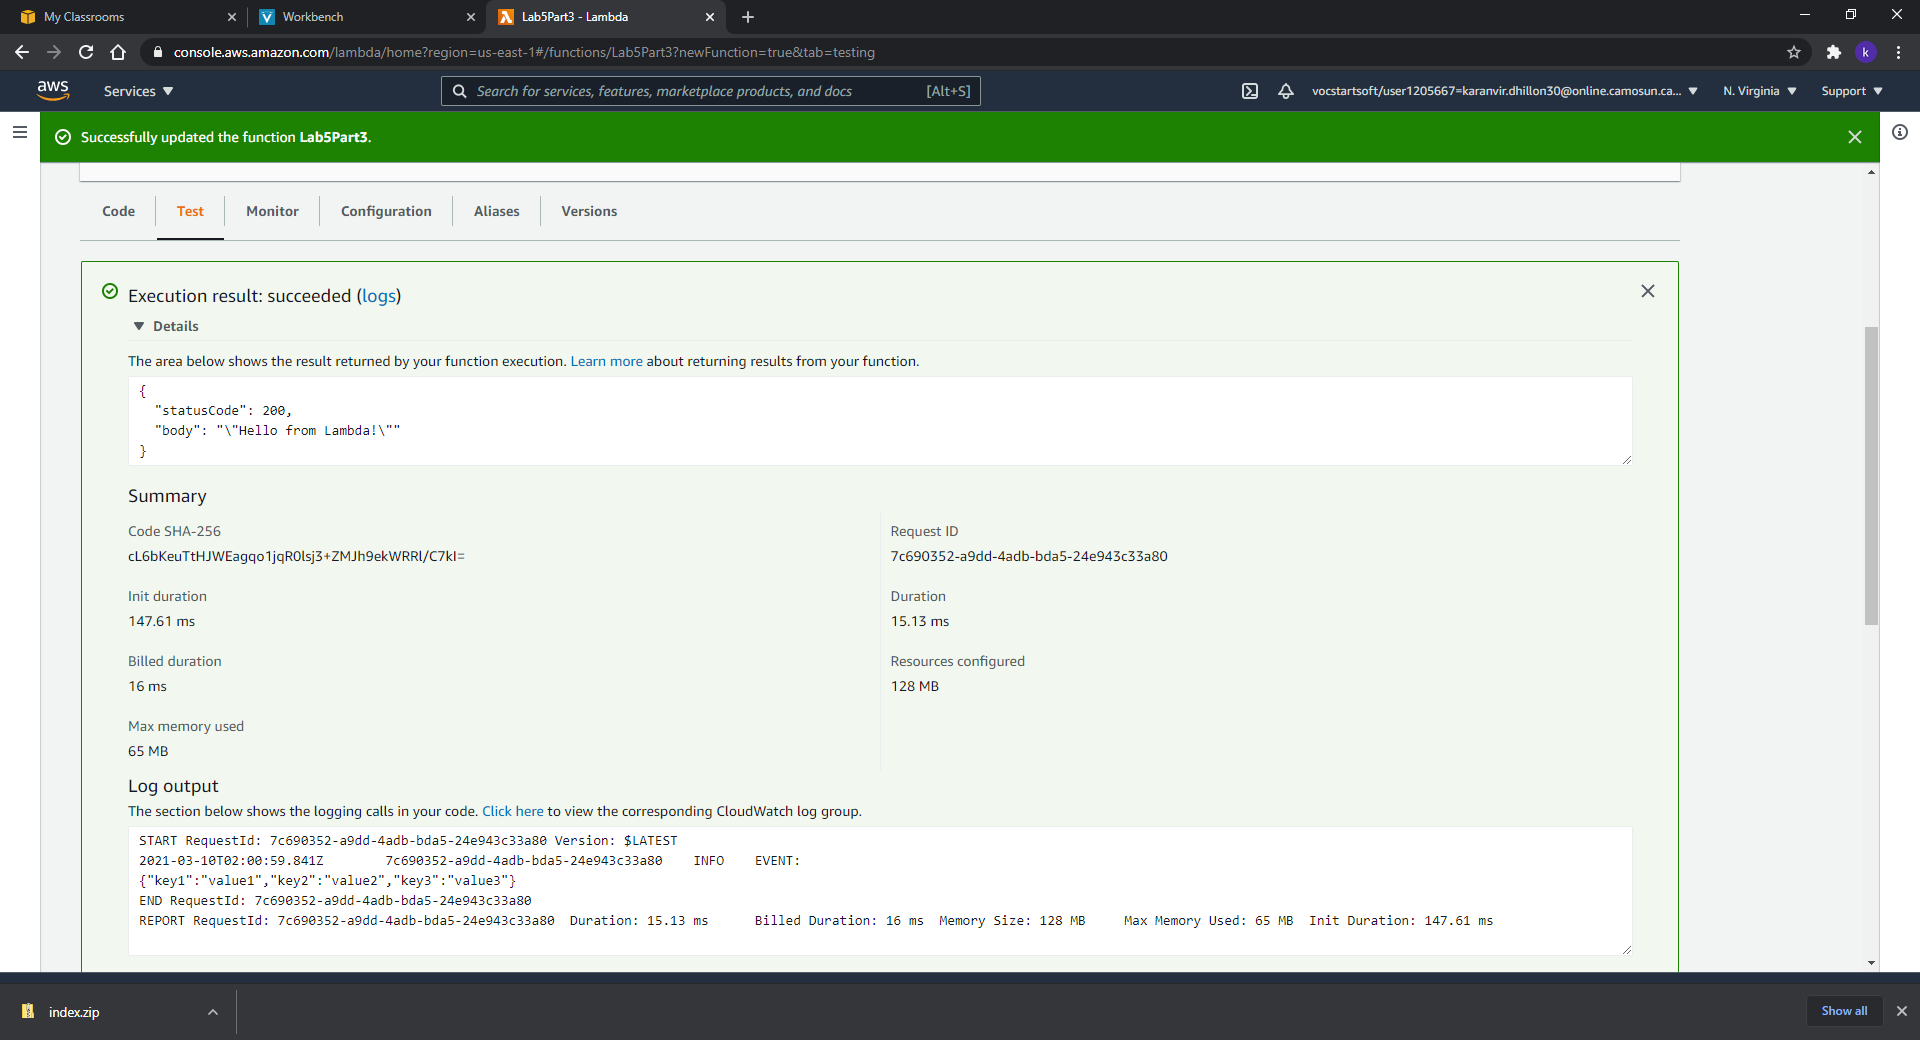 My Classrooms
Workbench
Lab5Part3 - Lambda
console.aws.amazon.com/lambda/home?region=us-east-1#/functions/Lab5Part3?newFunction=true&tab=testing
k
aws
Services
Search for services, features, marketplace products, and docs [Alt+S]
vocstartsoft/user1205667=karanvir.dhillon30@online.camosun.ca...
N. Virginia
Support
Successfully updated the function Lab5Part3.
Code
Test
Monitor
Configuration
Aliases
Versions
Execution result: succeeded (logs)
Details
The area below shows the result returned by your function execution. Learn more about returning results from your function.
{
"statusCode": 200,
"body": "\"Hello from Lambda!\""
}
Summary
Code SHA-256
cL6bKeuTtHJWEagqo1jqR0lsj3+ZMJh9ekWRRl/C7kI=
Request ID
7c690352-a9dd-4adb-bda5-24e943c33a80
Init duration
147.61 ms
Duration
15.13 ms
Billed duration
16 ms
Resources configured
128 MB
Max memory used
65 MB
Log output
The section below shows the logging calls in your code. Click here to view the corresponding CloudWatch log group.
START RequestId: 7c690352-a9dd-4adb-bda5-24e943c33a80 Version: $LATEST
2021-03-10T02:00:59.841Z 7c690352-a9dd-4adb-bda5-24e943c33a80 INFO EVENT:
{"key1":"value1","key2":"value2","key3":"value3"}
END RequestId: 7c690352-a9dd-4adb-bda5-24e943c33a80
REPORT RequestId: 7c690352-a9dd-4adb-bda5-24e943c33a80 Duration: 15.13 ms Billed Duration: 16 ms Memory Size: 128 MB Max Memory Used: 65 MB Init Duration: 147.61 ms
index.zip
Show all